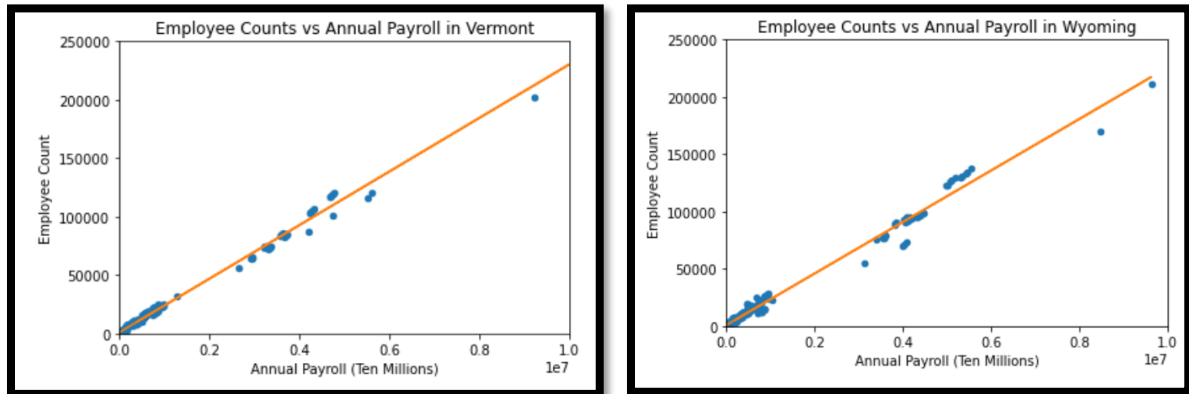 Employee Counts vs Annual Payroll in Vermont
250000
200000
150000
100000
50000
0
Employee Count
0.0 0.2 0.4 0.6 0.8 1.0
1e7
Annual Payroll (Ten Millions)
Employee Counts vs Annual Payroll in Wyoming
250000
200000
150000
100000
50000
0
Employee Count
0.0 0.2 0.4 0.6 0.8 1.0
1e7
Annual Payroll (Ten Millions)